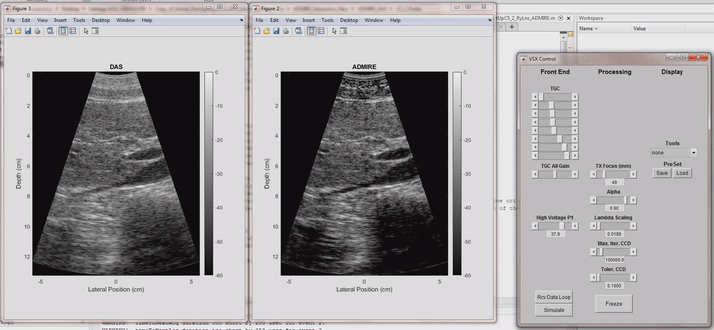 Figure 1
File Edit View Insert Tools Desktop Window Help
DAS
0
2
4
6
8
10
12
Depth (cm)
-5 0 5
Lateral Position (cm)
0
-10
-20
-30
-40
-50
-60
Figure 2
File Edit View Insert Tools Desktop Window Help
ADMIRE
0
2
4
6
8
10
12
Depth (cm)
-5 0 5
Lateral Position (cm)
0
-10
-20
-30
-40
-50
-60
UpC5_2_RyLns_ADMIRE.m
Workspace
Name Value
VSX Control
Front End Processing Display
TGC
TGC All Gain
High Voltage P1
37.9
TX Focus (mm)
49
Alpha
0.90
Lambda Scaling
0.0189
Max. Iter. CCD
100000.0
Toler. CCD
0.1000
Tools
none
PreSet
Save Load
Rcv Data Loop
Simulate
Freeze